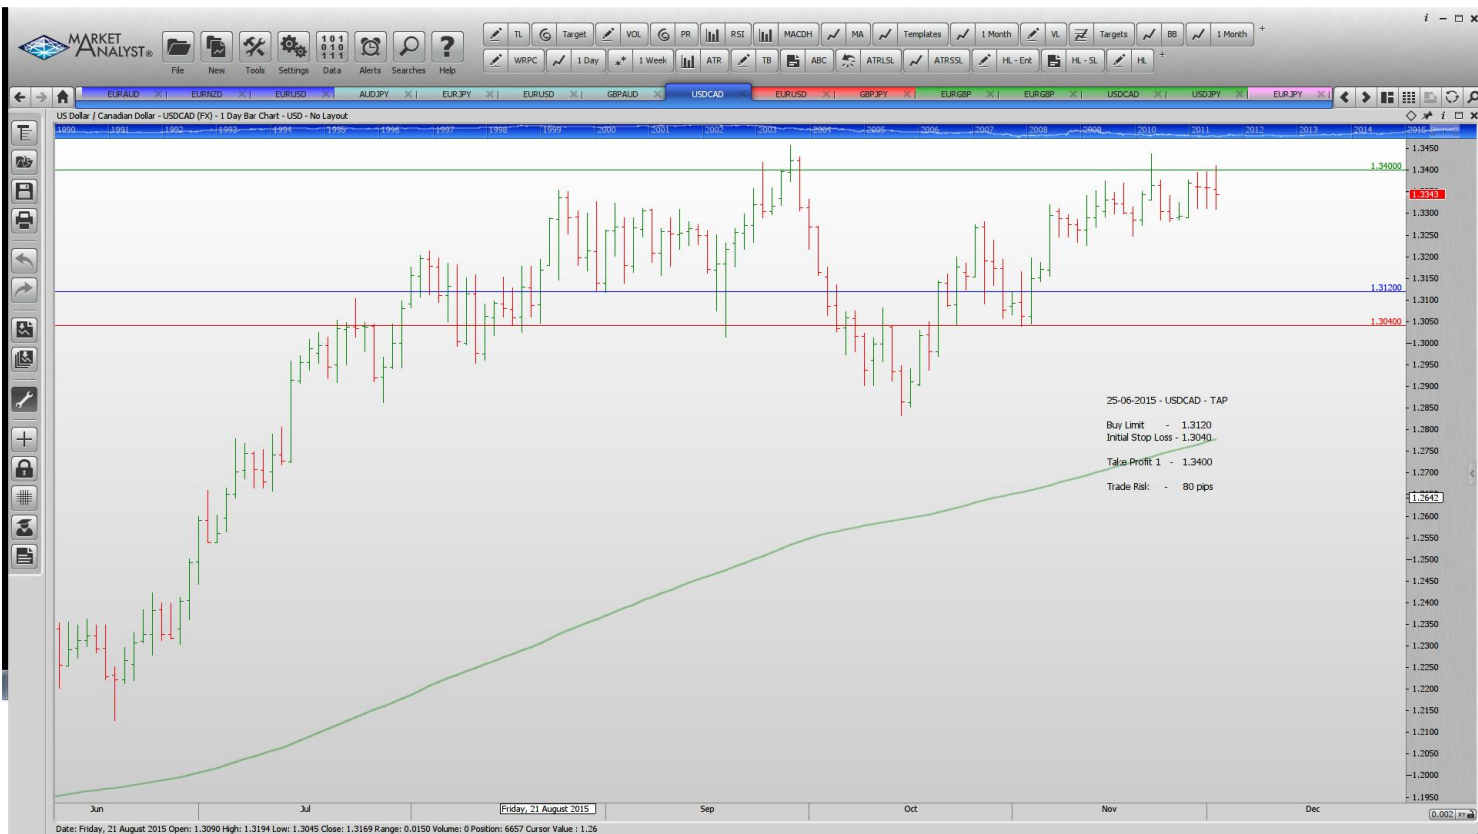 MARKET ANALYST®
File New Tools Settings Data Alerts Searches Help
TL Target VOL PR RSI MACDH MA Templates 1 Month VL Targets BB 1 Month +
WRPC 1 Day 1 Week ATR TB ABC ATRLSL ATRSSL HL - Ent HL - SL HL +
EURAUD EURNZD EURUSD AUDJPY EURJPY EURUSD GBPAUD USDCAD EURUSD GBPJPY EURGBP EURGBP USDCAD USDJPY EURJPY
US Dollar / Canadian Dollar - USDCAD (FX) - 1 Day Bar Chart - USD - No Layout
1990 1991 1992 1993 1994 1995 1996 1997 1998 1999 2000 2001 2002 2003 2004 2005 2006 2007 2008 2009 2010 2011 2012 2013 2014 2015
1.3450
1.34000
1.3400
1.3343
1.3300
1.3250
1.3200
1.3150
1.31200
1.3100
1.30400
1.3050
1.3000
1.2950
1.2900
25-06-2015 - USDCAD - TAP
1.2850
Buy Limit - 1.3120
1.2800
Initial Stop Loss - 1.3040
1.2750
Take Profit 1 - 1.3400
1.2700
Trade Risk - 80 pips
1.2642
1.2600
1.2550
1.2500
1.2450
1.2400
1.2350
1.2300
1.2250
1.2200
1.2150
1.2100
1.2050
1.2000
1.1950
Jun Jul Friday, 21 August 2015 Sep Oct Nov Dec
0.002 XY
Date: Friday, 21 August 2015 Open: 1.3090 High: 1.3194 Low: 1.3045 Close: 1.3169 Range: 0.0150 Volume: 0 Position: 6657 Cursor Value : 1.26